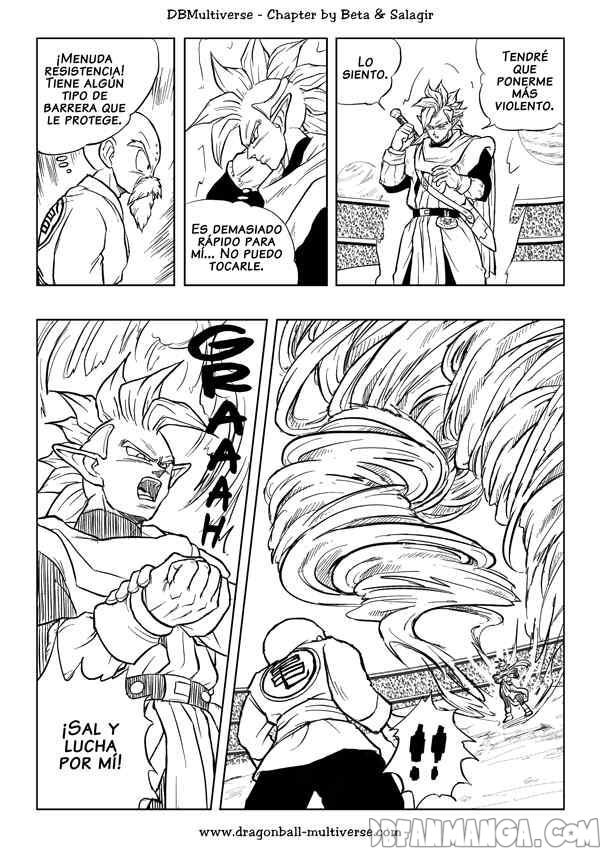 DBMultiverse - Chapter by Beta & Salagir
¡MENUDA
RESISTENCIA!
TIENE ALGÚN
TIPO DE
BARRERA QUE
LE PROTEGE.
ES DEMASIADO
RÁPIDO PARA
MÍ... NO PUEDO
TOCARLE.
LO
SIENTO.
TENDRÉ
QUE
PONERME
MÁS
VIOLENTO.
GRAAAH
¡SAL Y
LUCHA
POR MÍ!
亀
!!
www.dragonball-multiverse.com
DBFANMANGA.COM